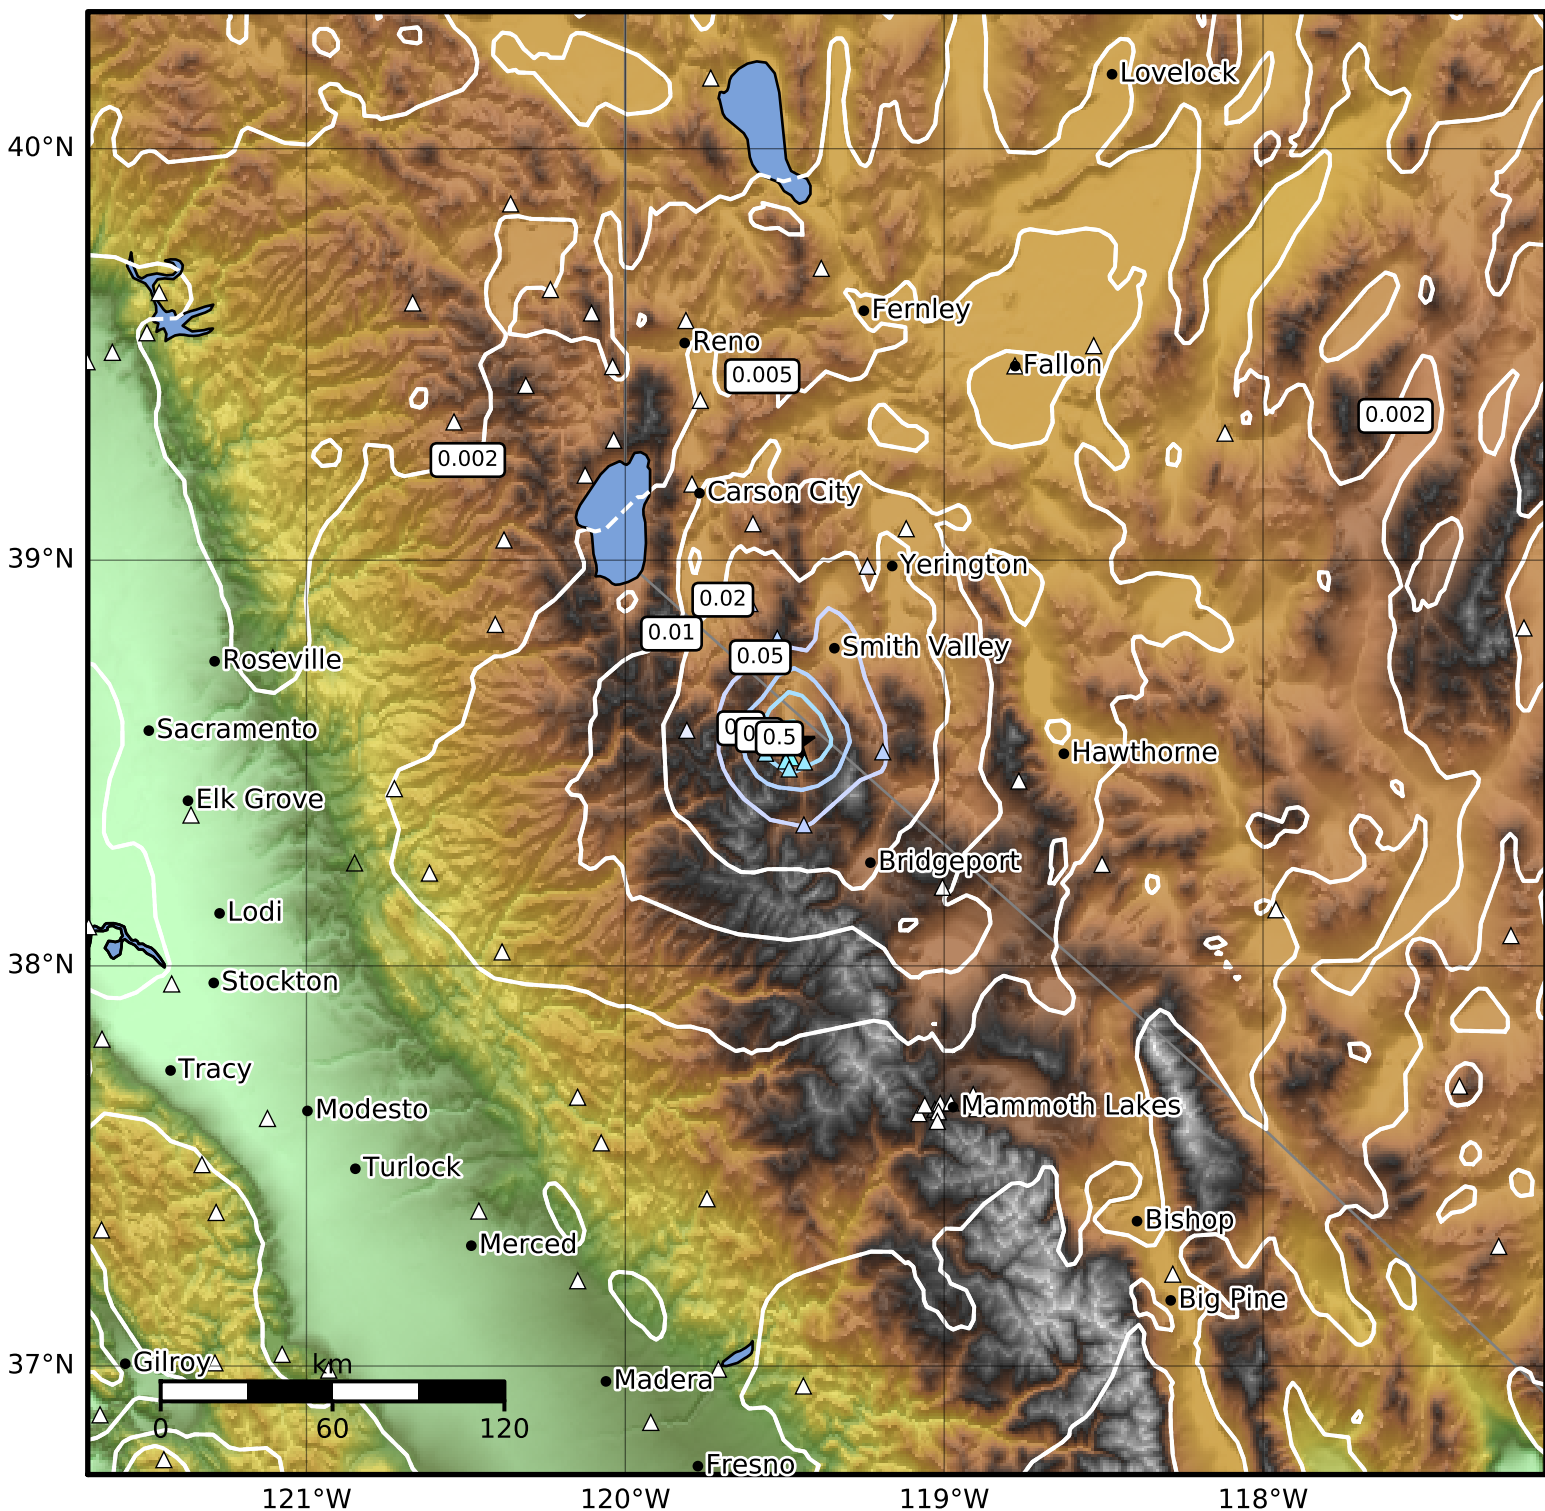 Lovelock
40°N
Fernley
Reno
Fallon
0.005
0.002
0.002
Carson City
39°N
Yerington
0.02
0.01
Smith Valley
0.05
Roseville
Sacramento
0.5
Hawthorne
Elk Grove
Bridgeport
Lodi
38°N
Stockton
Tracy
Mammoth Lakes
Modesto
Turlock
Bishop
Merced
Big Pine
37°N
Gilroy
km
Madera
0 60 120
Fresno
121°W 120°W 119°W 118°W